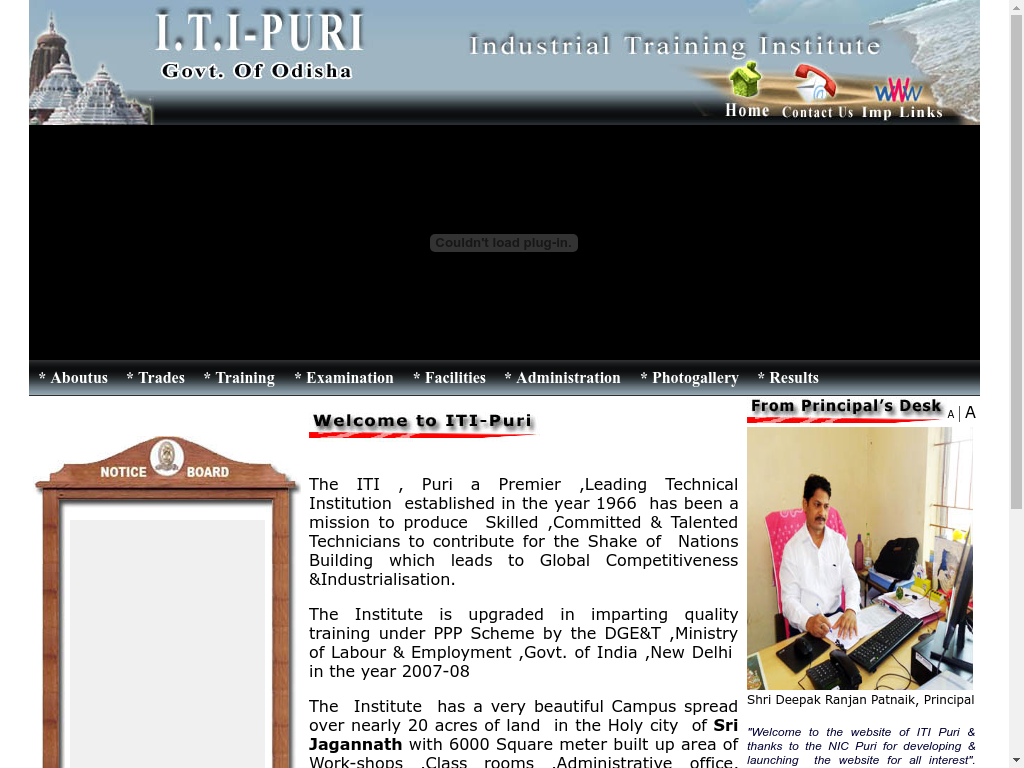 I.T.I-PURI
Govt. Of Odisha
Industrial Training Institute
Home
Contact Us
Imp Links
Couldn't load plug-in.
* Aboutus * Trades * Training * Examination * Facilities * Administration * Photogallery * Results
NOTICE BOARD
Welcome to ITI-Puri
The ITI , Puri a Premier ,Leading Technical
Institution established in the year 1966 has been a
mission to produce Skilled ,Committed & Talented
Technicians to contribute for the Shake of Nations
Building which leads to Global Competitiveness
&Industrialisation.
The Institute is upgraded in imparting quality
training under PPP Scheme by the DGE&T ,Ministry
of Labour & Employment ,Govt. of India ,New Delhi
in the year 2007-08
The Institute has a very beautiful Campus spread
over nearly 20 acres of land in the Holy city of Sri
Jagannath with 6000 Square meter built up area of
Work-shops ,Class rooms ,Administrative office,
From Principal's Desk
A | A
Shri Deepak Ranjan Patnaik, Principal
"Welcome to the website of ITI Puri &
thanks to the NIC Puri for developing &
launching the website for all interest".